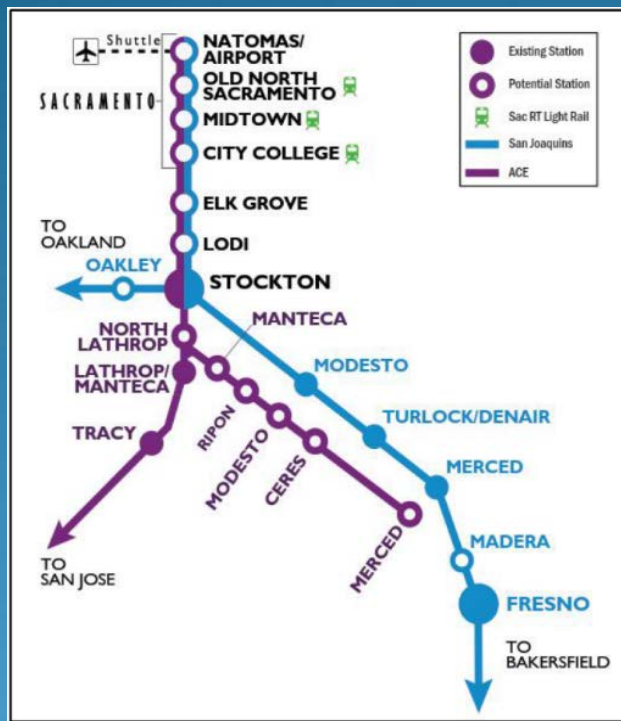 Shuttle
NATOMAS/
AIRPORT
OLD NORTH
SACRAMENTO
SACRAMENTO
MIDTOWN
CITY COLLEGE
ELK GROVE
LODI
TO
OAKLAND
OAKLEY
STOCKTON
NORTH
LATHROP
MANTECA
LATHROP/
MANTECA
MODESTO
RIPON
TRACY
MODESTO
TURLOCK/DENAIR
CERES
MERCED
MERCED
MADERA
TO
SAN JOSE
FRESNO
TO
BAKERSFIELD
Existing Station
Potential Station
Sac RT Light Rail
San Joaquins
ACE